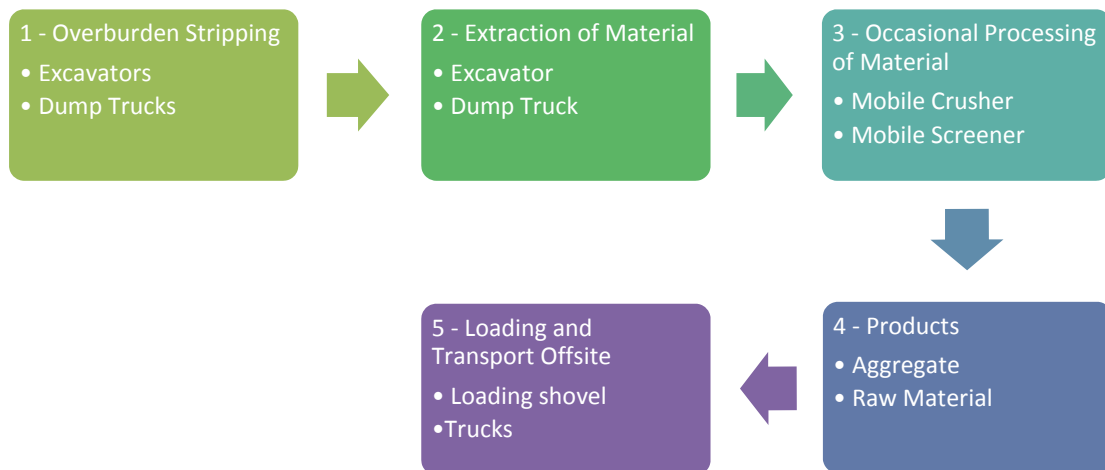 1 - Overburden Stripping
• Excavators
• Dump Trucks
2 - Extraction of Material
• Excavator
• Dump Truck
3 - Occasional Processing
of Material
• Mobile Crusher
• Mobile Screener
4 - Products
• Aggregate
• Raw Material
5 - Loading and
Transport Offsite
• Loading shovel
•Trucks